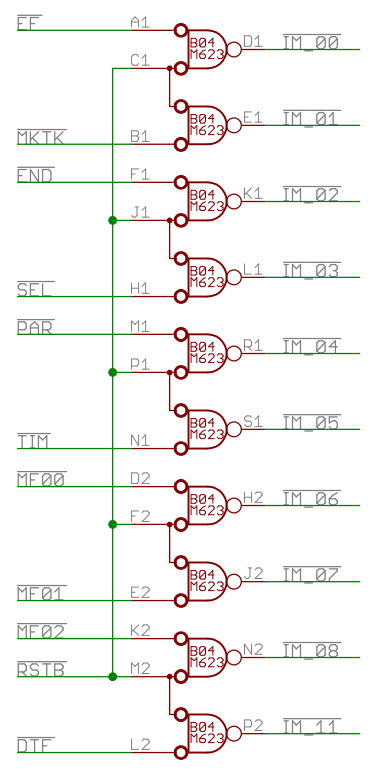 EF A1
B04 M623 D1 IM_00
C1
B04 M623 E1 IM_01
MKTK B1
END F1
B04 M623 K1 IM_02
J1
B04 M623 L1 IM_03
SEL H1
PAR M1
B04 M623 R1 IM_04
P1
B04 M623 S1 IM_05
TIM N1
MF00 D2
B04 M623 H2 IM_06
F2
B04 M623 J2 IM_07
MF01 E2
MF02 K2
B04 M623 N2 IM_08
RSTB M2
B04 M623 P2 IM_11
DTF L2